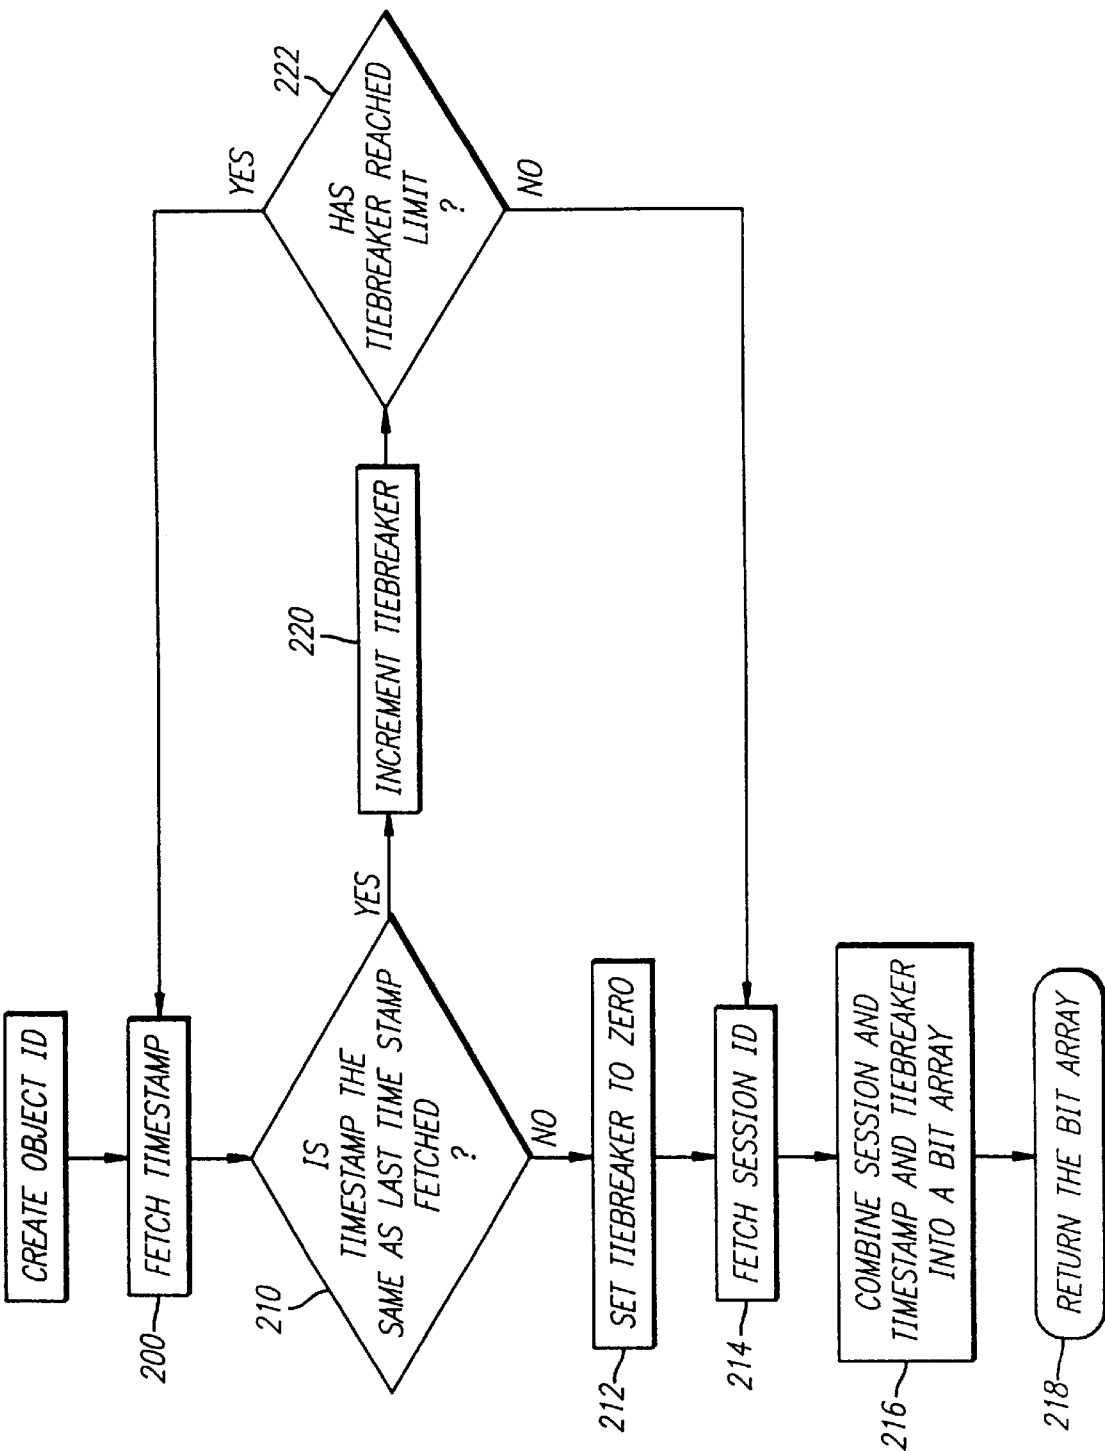 CREATE OBJECT ID
FETCH TIMESTAMP
200
IS
TIMESTAMP THE
SAME AS LAST TIME STAMP
FETCHED
?
210
YES
NO
INCREMENT TIEBREAKER
220
HAS
TIEBREAKER REACHED
LIMIT
?
222
YES
NO
SET TIEBREAKER TO ZERO
212
FETCH SESSION ID
214
COMBINE SESSION AND
TIMESTAMP AND TIEBREAKER
INTO A BIT ARRAY
216
RETURN THE BIT ARRAY
218